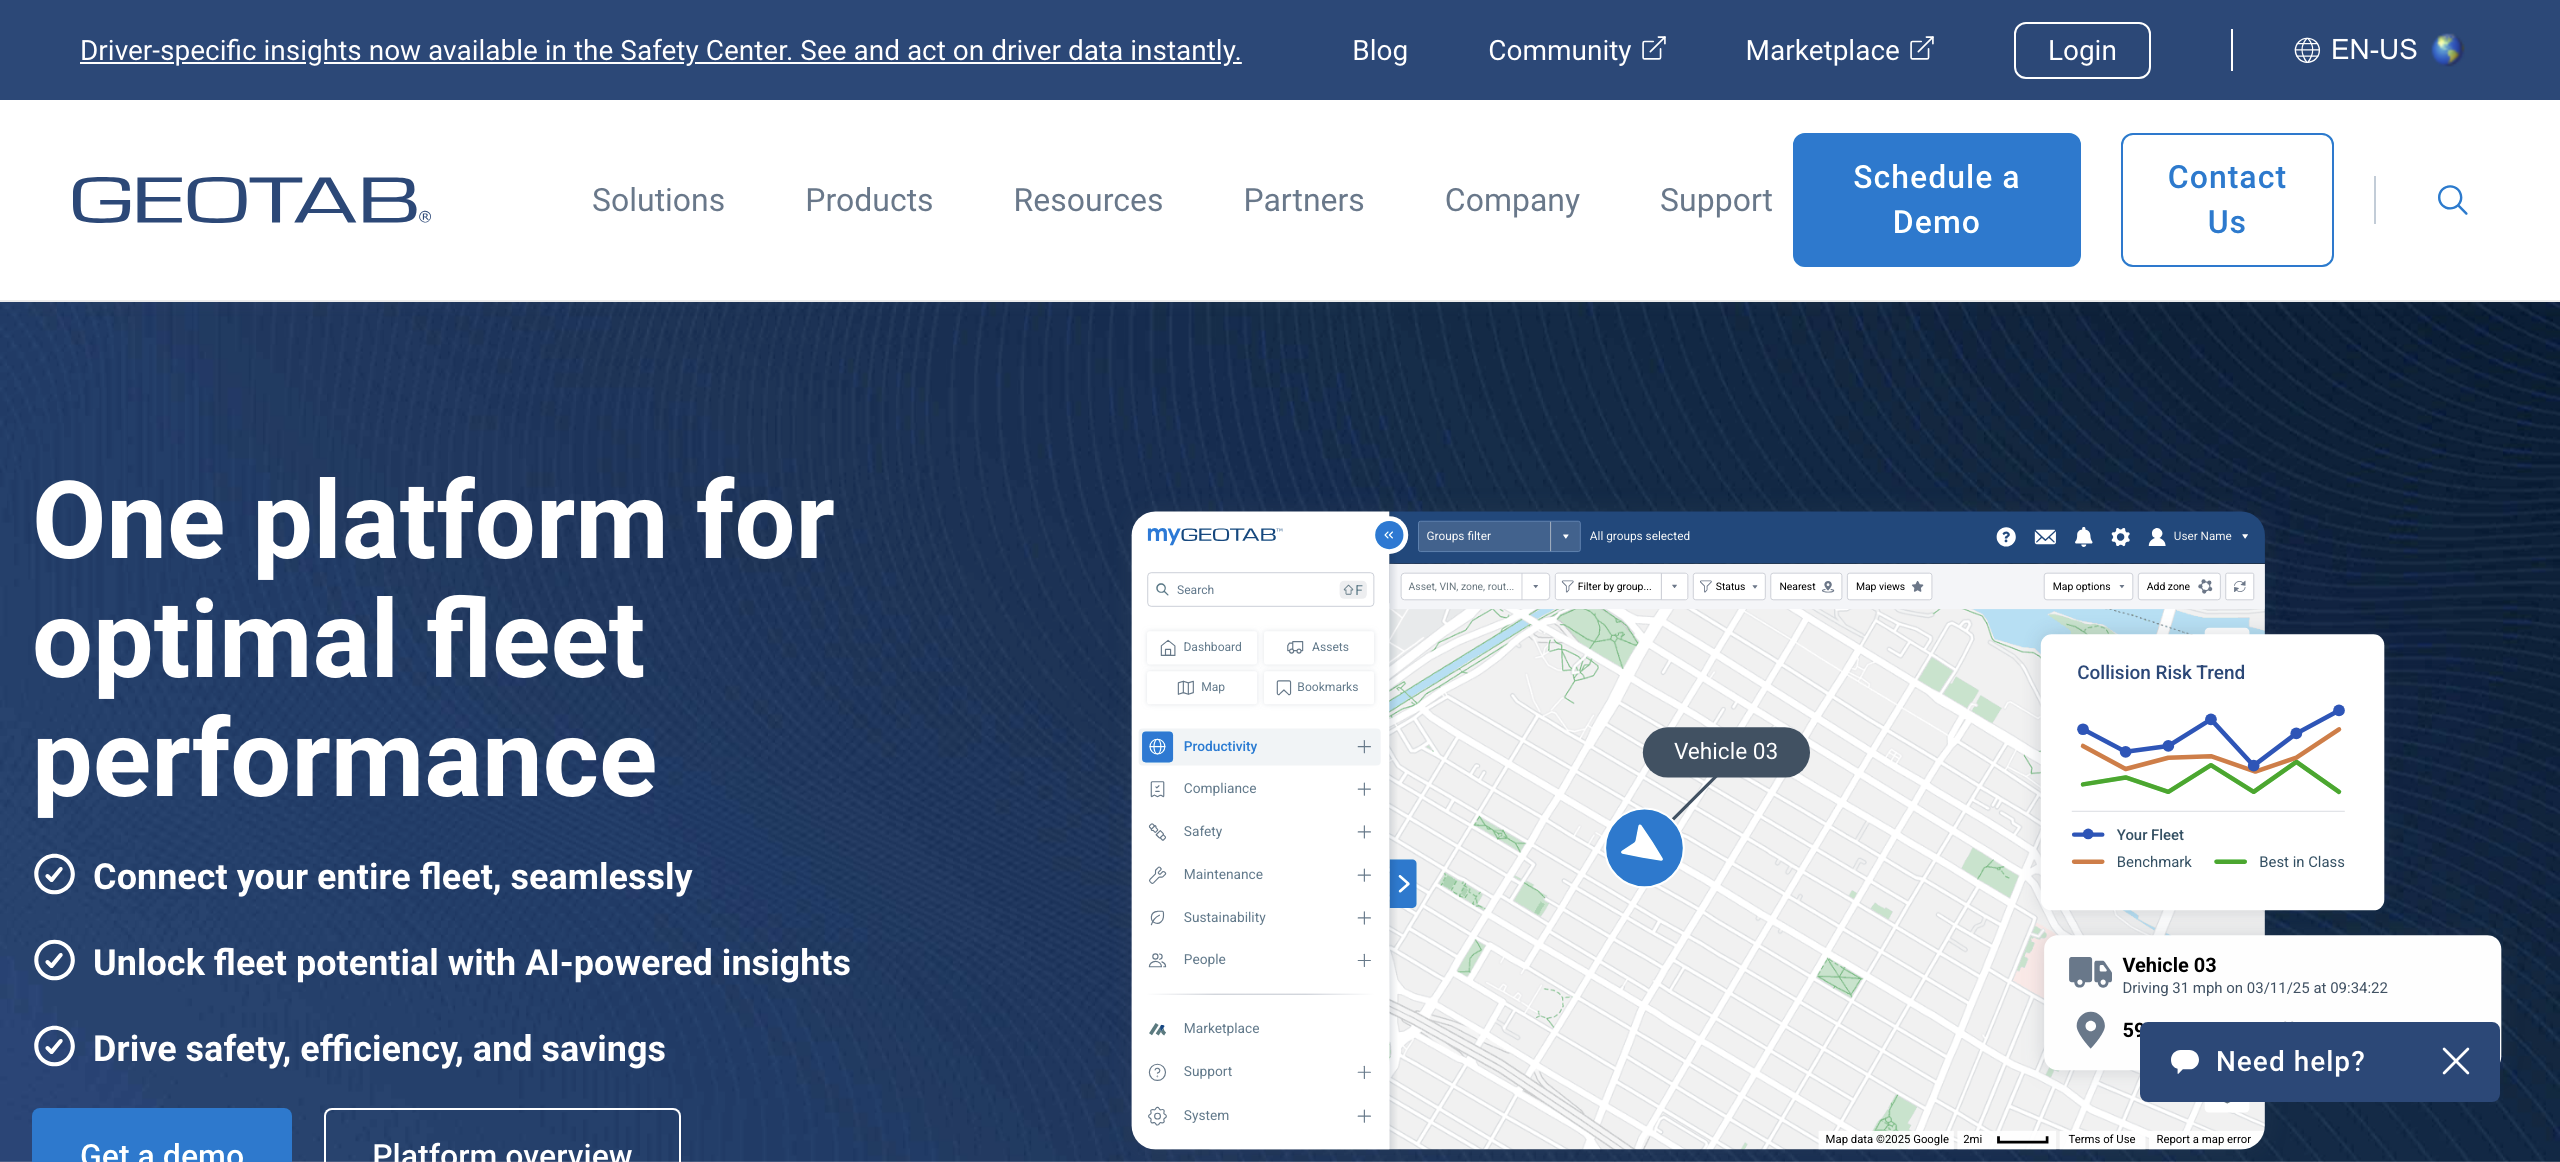 Driver-specific insights now available in the Safety Center. See and act on driver data instantly.
Blog
Community
Marketplace
Login
EN-US
GEOTAB®
Solutions
Products
Resources
Partners
Company
Support
Schedule a
Demo
Contact
Us
One platform for
optimal fleet
performance
Connect your entire fleet, seamlessly
Unlock fleet potential with AI-powered insights
Drive safety, efficiency, and savings
Get a demo
Platform overview
myGEOTAB™
Search
F
Dashboard
Assets
Map
Bookmarks
Productivity
Compliance
Safety
Maintenance
Sustainability
People
Marketplace
Support
System
Groups filter
All groups selected
User Name
Asset, VIN, zone, rout...
Filter by group...
Status
Nearest
Map views
Map options
Add zone
Vehicle 03
Collision Risk Trend
Your Fleet
Benchmark
Best in Class
Vehicle 03
Driving 31 mph on 03/11/25 at 09:34:22
59
Need help?
Map data ©2025 Google
2mi
Terms of Use
Report a map error